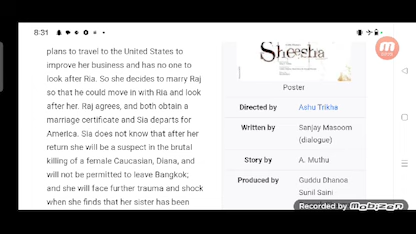 8:31
plans to travel to the United States to
improve her business and has no one to
look after Ria. So she decides to marry Raj
so that he could move in with Ria and look
after her. Raj agrees, and both obtain a
marriage certificate and Sia departs for
America. Sia does not know that after her
return she will be a suspect in the brutal
killing of a female Caucasian, Diana, and
will not be permitted to leave Bangkok;
and she will face further trauma and shock
when she finds that her sister has been
Sheesha
Poster
Directed by Ashu Trikha
Written by Sanjay Masoom
(dialogue)
Story by A. Muthu
Produced by Guddu Dhanoa
Sunil Saini
Recorded by Mobizen